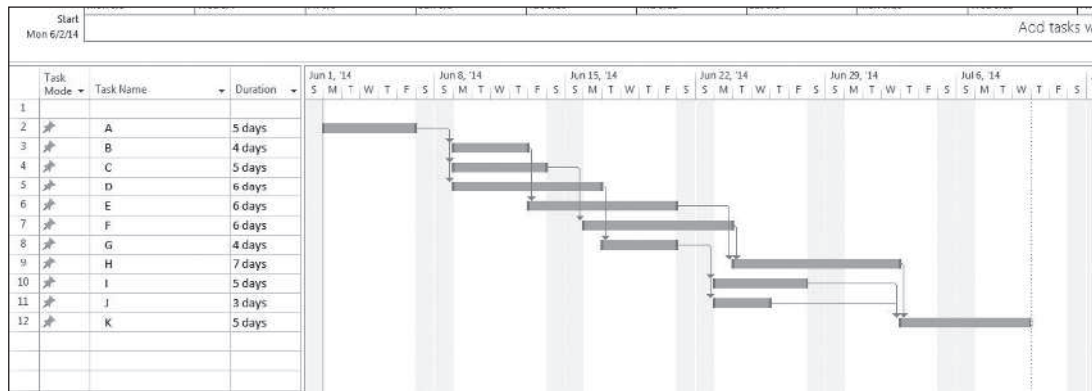 Start
Mon 6/2/14
Add tasks w
Task Mode Task Name Duration
Jun 1, '14 Jun 8, '14 Jun 15, '14 Jun 22, '14 Jun 29, '14 Jul 6, '14
S M T W T F S S M T W T F S S M T W T F S S M T W T F S S M T W T F S S M T W T F S
1
2 A 5 days
3 B 4 days
4 C 5 days
5 D 6 days
6 E 6 days
7 F 6 days
8 G 4 days
9 H 7 days
10 I 5 days
11 J 3 days
12 K 5 days